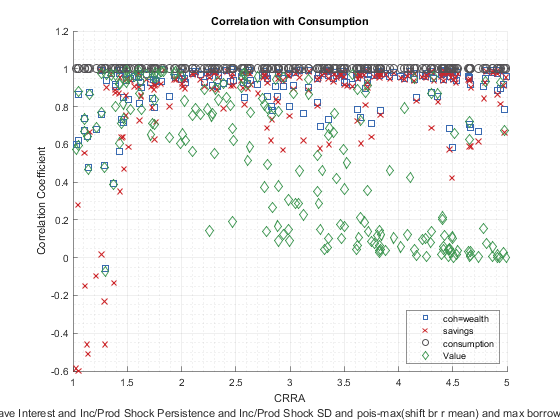 Correlation with Consumption
1.2
1
0.8
0.6
0.4
0.2
0
-0.2
-0.4
-0.6
Correlation Coefficient
coh=wealth
savings
consumption
Value
1
1.5
2
2.5
3
3.5
4
4.5
5
CRRA
ave Interest and Inc/Prod Shock Persistence and Inc/Prod Shock SD and pois-max(shift br r mean) and max borrow